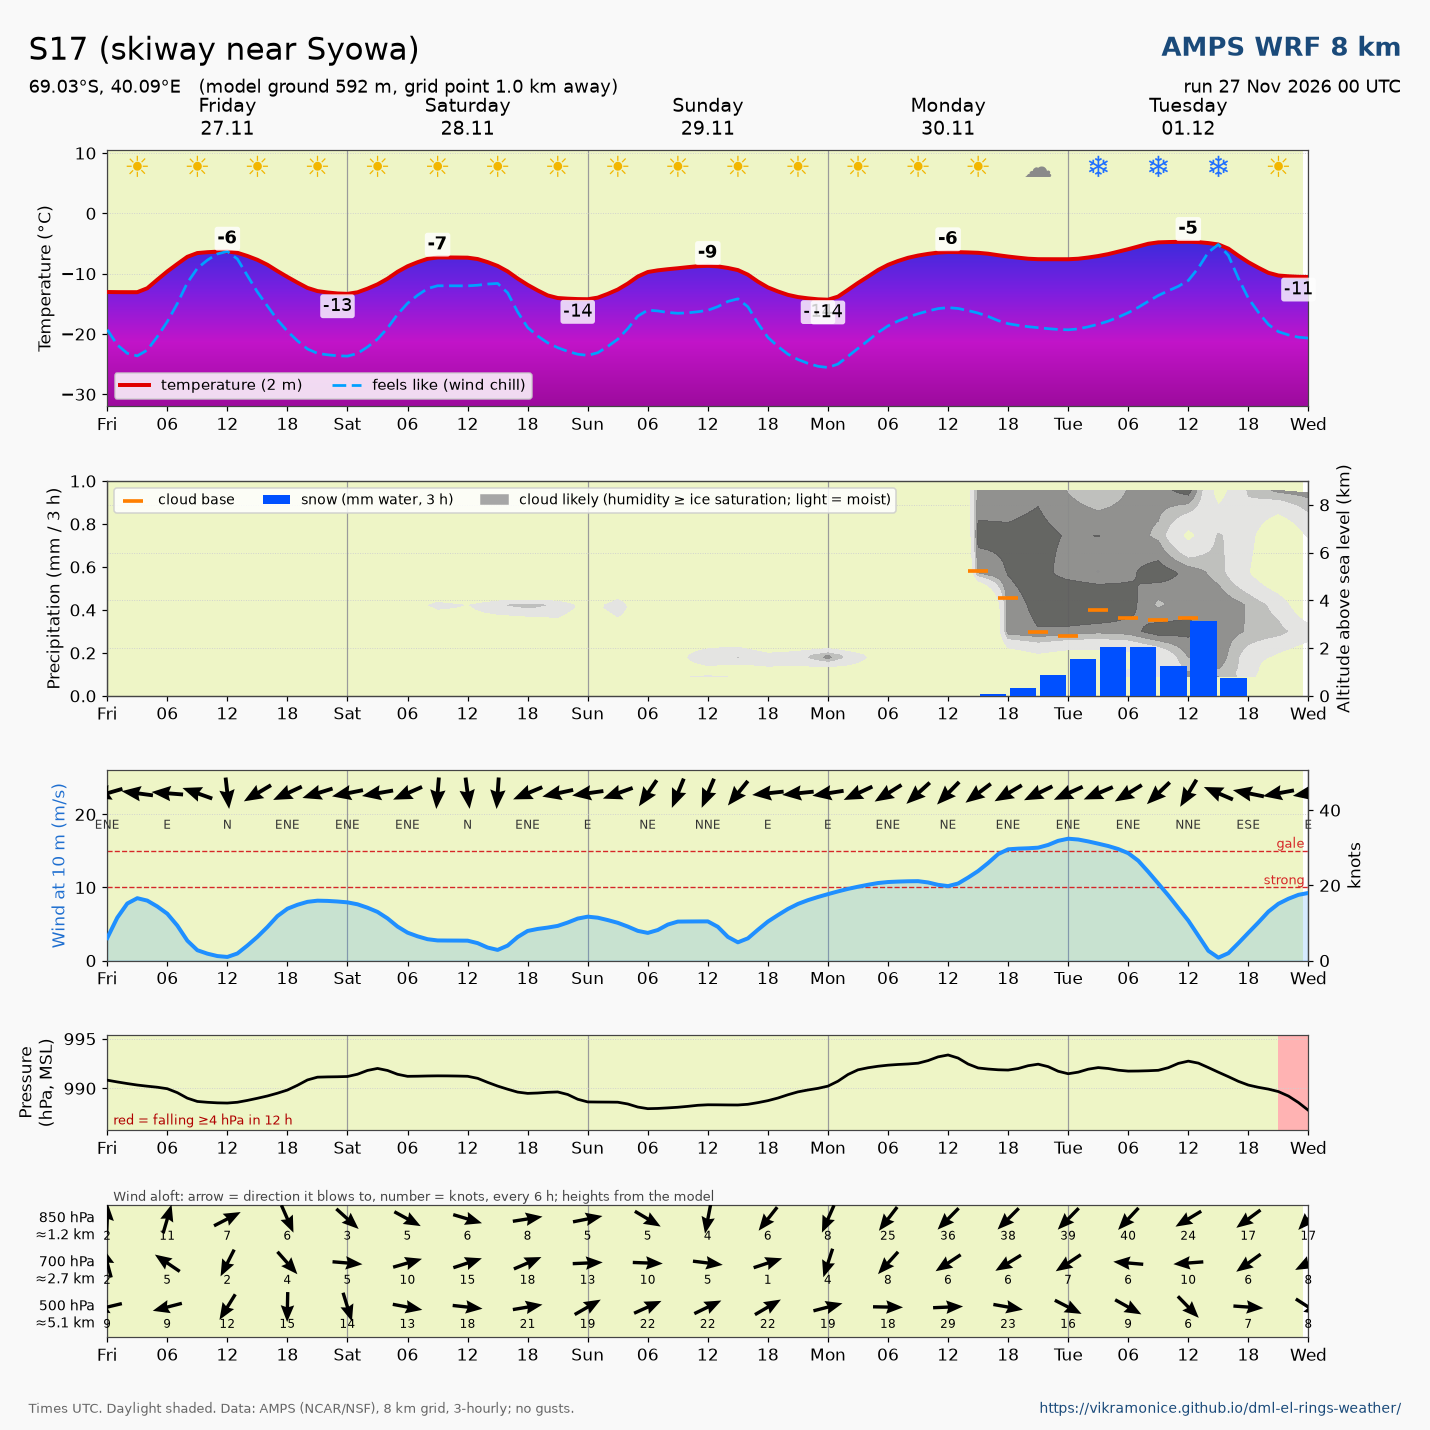 S17 (skiway near Syowa)
AMPS WRF 8 km
69.03°S, 40.09°E (model ground 592 m, grid point 1.0 km away)
run 27 Nov 2026 00 UTC
Friday Saturday Sunday Monday Tuesday
27.11 28.11 29.11 30.11 01.12
Temperature (°C)
10
0
−10
−20
−30
-6 -7 -9 -6 -5
-13 -14 -14 -11
temperature (2 m) feels like (wind chill)
Fri 06 12 18 Sat 06 12 18 Sun 06 12 18 Mon 06 12 18 Tue 06 12 18 Wed
Precipitation (mm / 3 h)
1.0
0.8
0.6
0.4
0.2
0.0
cloud base snow (mm water, 3 h) cloud likely (humidity ≥ ice saturation; light = moist)
8
6
4
2
0
Altitude above sea level (km)
Fri 06 12 18 Sat 06 12 18 Sun 06 12 18 Mon 06 12 18 Tue 06 12 18 Wed
Wind at 10 m (m/s)
20
10
0
ENE E N ENE ENE ENE N ENE E NE NNE E E ENE NE ENE ENE ENE NNE ESE E
gale
strong
40
20
0
knots
Fri 06 12 18 Sat 06 12 18 Sun 06 12 18 Mon 06 12 18 Tue 06 12 18 Wed
Pressure
(hPa, MSL)
995
990
red = falling ≥4 hPa in 12 h
Fri 06 12 18 Sat 06 12 18 Sun 06 12 18 Mon 06 12 18 Tue 06 12 18 Wed
Wind aloft: arrow = direction it blows to, number = knots, every 6 h; heights from the model
850 hPa
≈1.2 km 2 11 7 6 3 5 6 8 5 5 4 6 8 25 36 38 39 40 24 17 17
700 hPa
≈2.7 km 2 5 2 4 5 10 15 18 13 10 5 1 4 8 6 6 7 6 10 6 8
500 hPa
≈5.1 km 9 9 12 15 14 13 18 21 19 22 22 22 19 18 29 23 16 9 6 7 8
Fri 06 12 18 Sat 06 12 18 Sun 06 12 18 Mon 06 12 18 Tue 06 12 18 Wed
Times UTC. Daylight shaded. Data: AMPS (NCAR/NSF), 8 km grid, 3-hourly; no gusts.
https://vikramonice.github.io/dml-el-rings-weather/